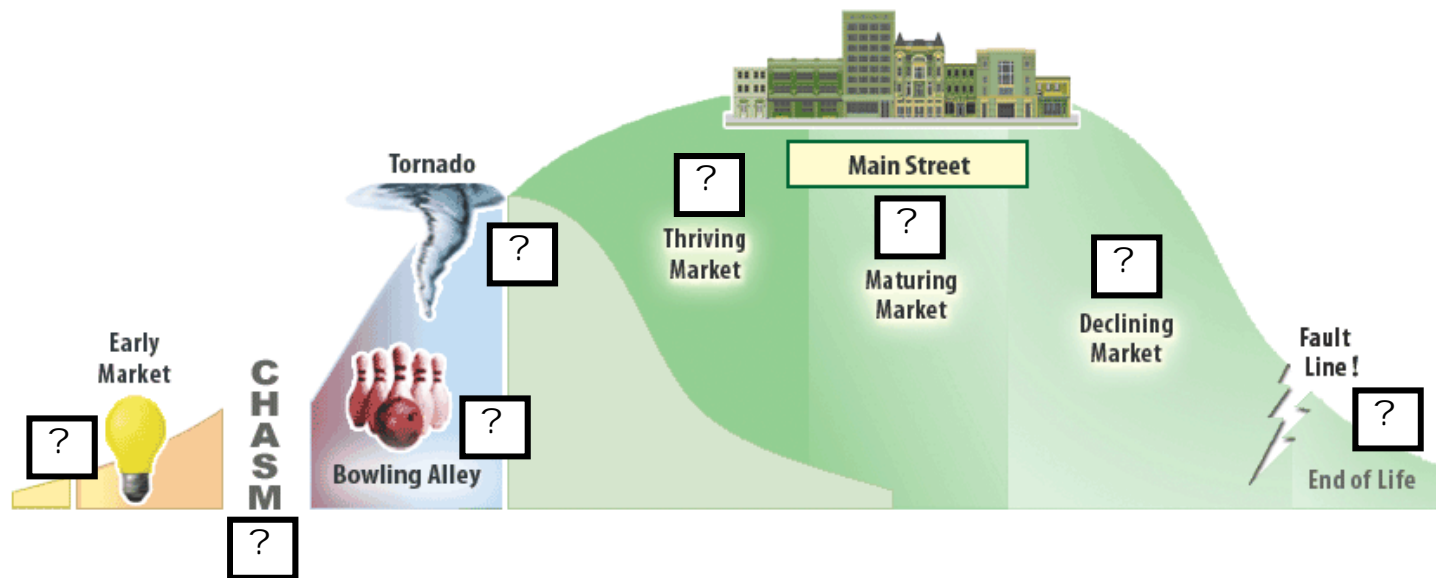 Tornado
Main Street
?
?
Thriving
Market
?
Maturing
Market
?
Declining
Market
Early
Market
Fault
Line!
CHASM
?
?
?
Bowling Alley
End of Life
?